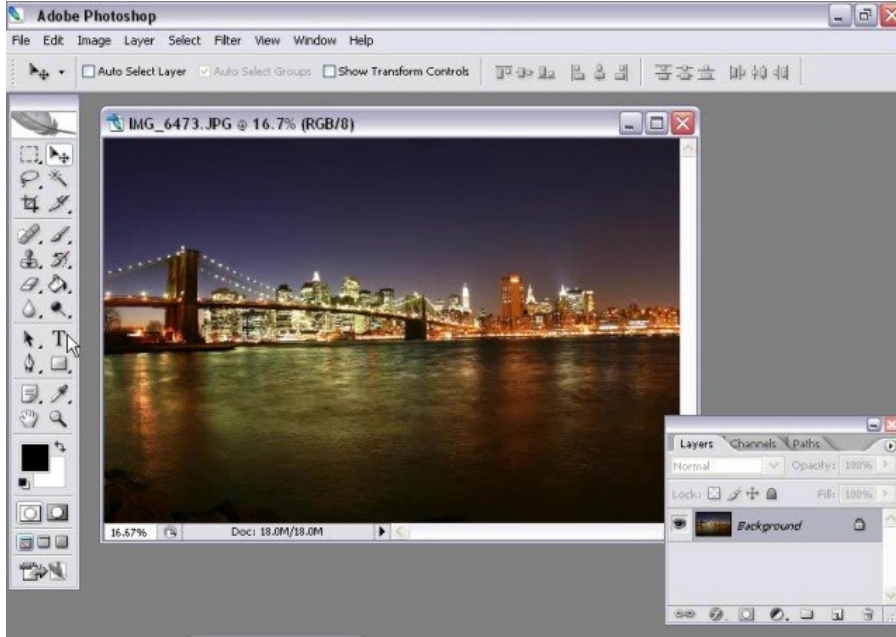 Adobe Photoshop
File Edit Image Layer Select Filter View Window Help
Auto Select Layer Auto Select Groups Show Transform Controls
IMG_6473.JPG @ 16.7% (RGB/8)
T
16.67% Doc: 18.0M/18.0M
Layers Channels Paths
Normal Opacity: 100%
Lock: Fill: 100%
Background